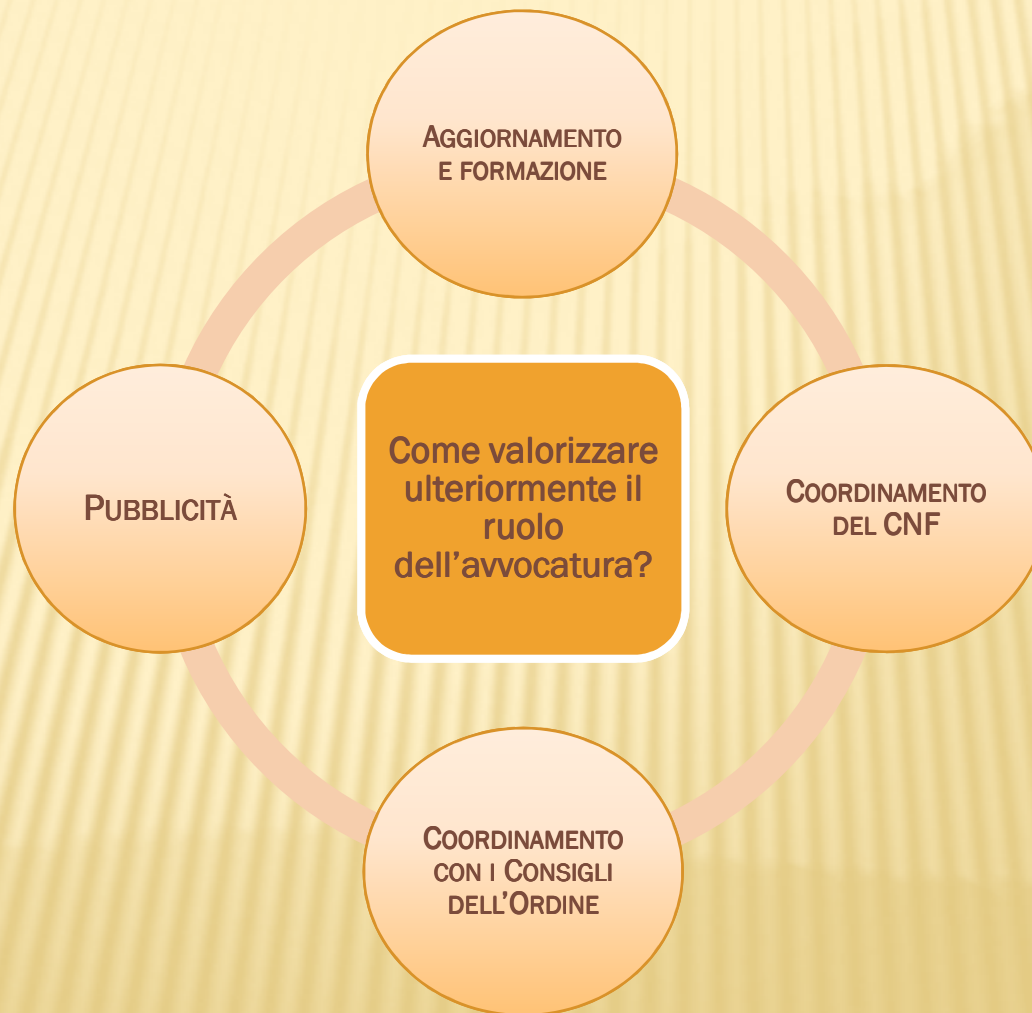 AGGIORNAMENTO
E FORMAZIONE
PUBBLICITÀ
Come valorizzare
ulteriormente il
ruolo
dell’avvocatura?
COORDINAMENTO
DEL CNF
COORDINAMENTO
CON I CONSIGLI
DELL’ORDINE